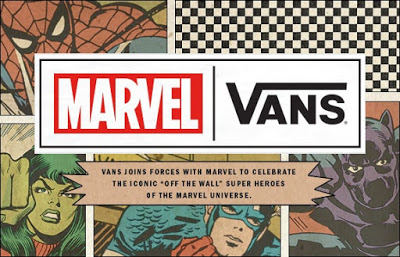 MARVEL VANS
VANS JOINS FORCES WITH MARVEL TO CELEBRATE
THE ICONIC "OFF THE WALL" SUPER HEROES
OF THE MARVEL UNIVERSE.